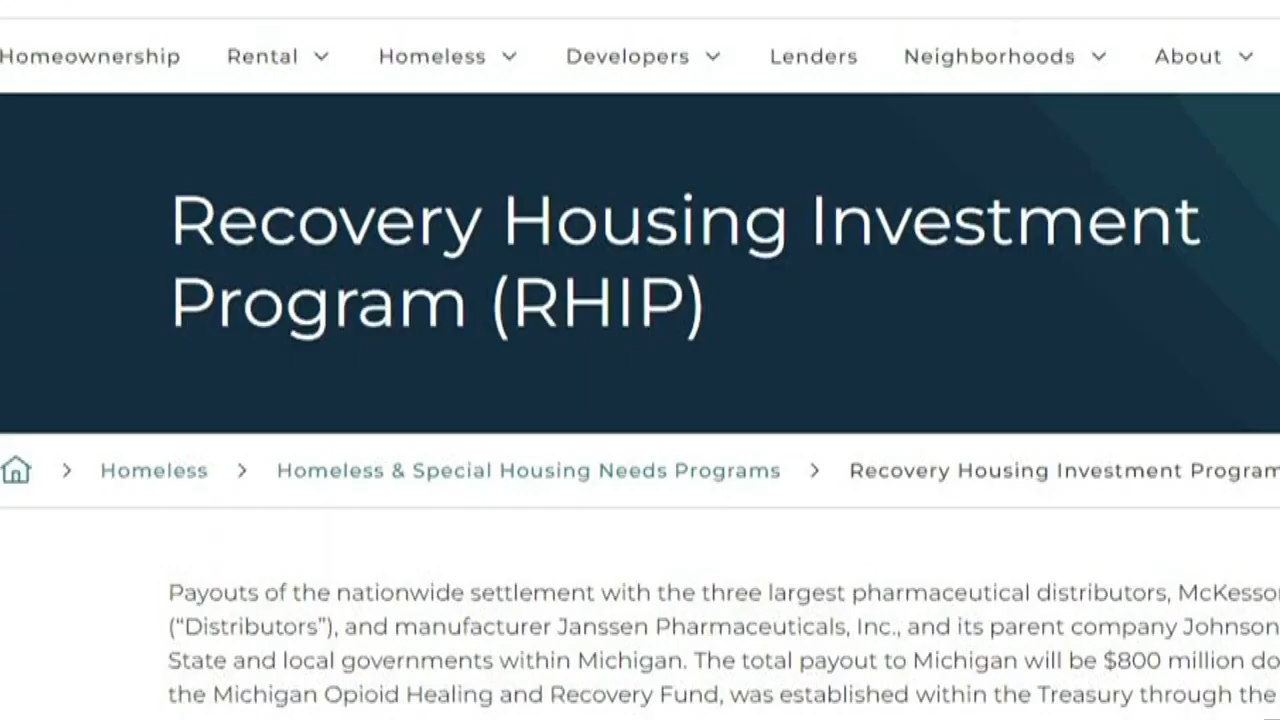 Homeownership Rental Homeless Developers Lenders Neighborhoods About
Recovery Housing Investment
Program (RHIP)
Homeless Homeless & Special Housing Needs Programs Recovery Housing Investment Program
Payouts of the nationwide settlement with the three largest pharmaceutical distributors, McKesso
(“Distributors”), and manufacturer Janssen Pharmaceuticals, Inc., and its parent company Johnson
State and local governments within Michigan. The total payout to Michigan will be $800 million do
the Michigan Opioid Healing and Recovery Fund, was established within the Treasury through the